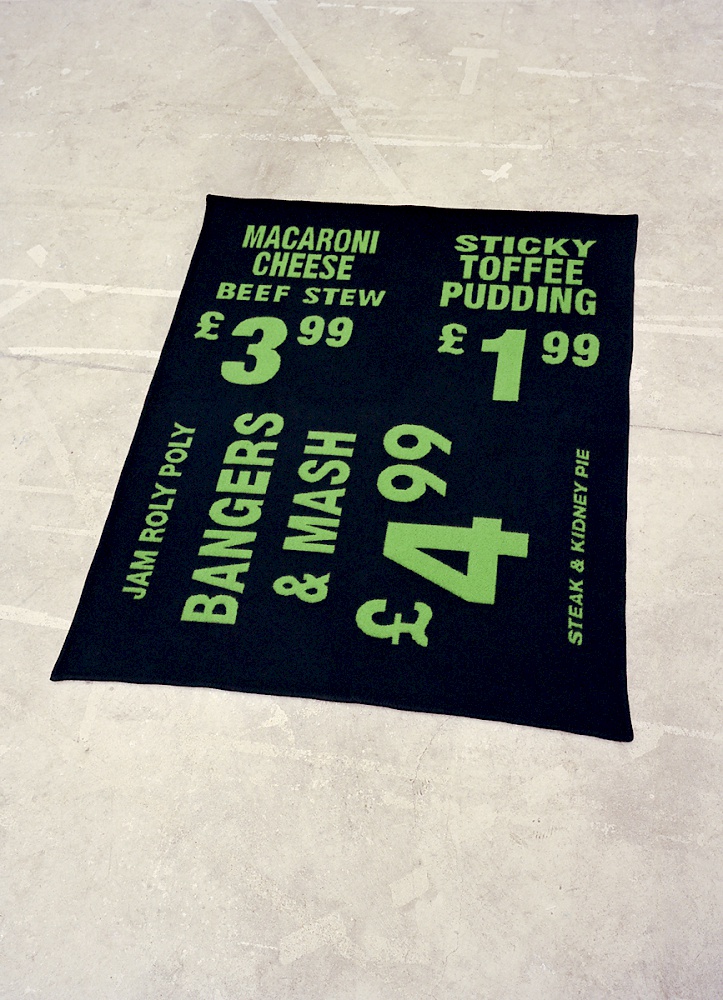 MACARONI
CHEESE
BEEF STEW
£3 99
STICKY
TOFFEE
PUDDING
£1 99
JAM ROLY POLY
BANGERS
& MASH
£4 99
STEAK & KIDNEY PIE